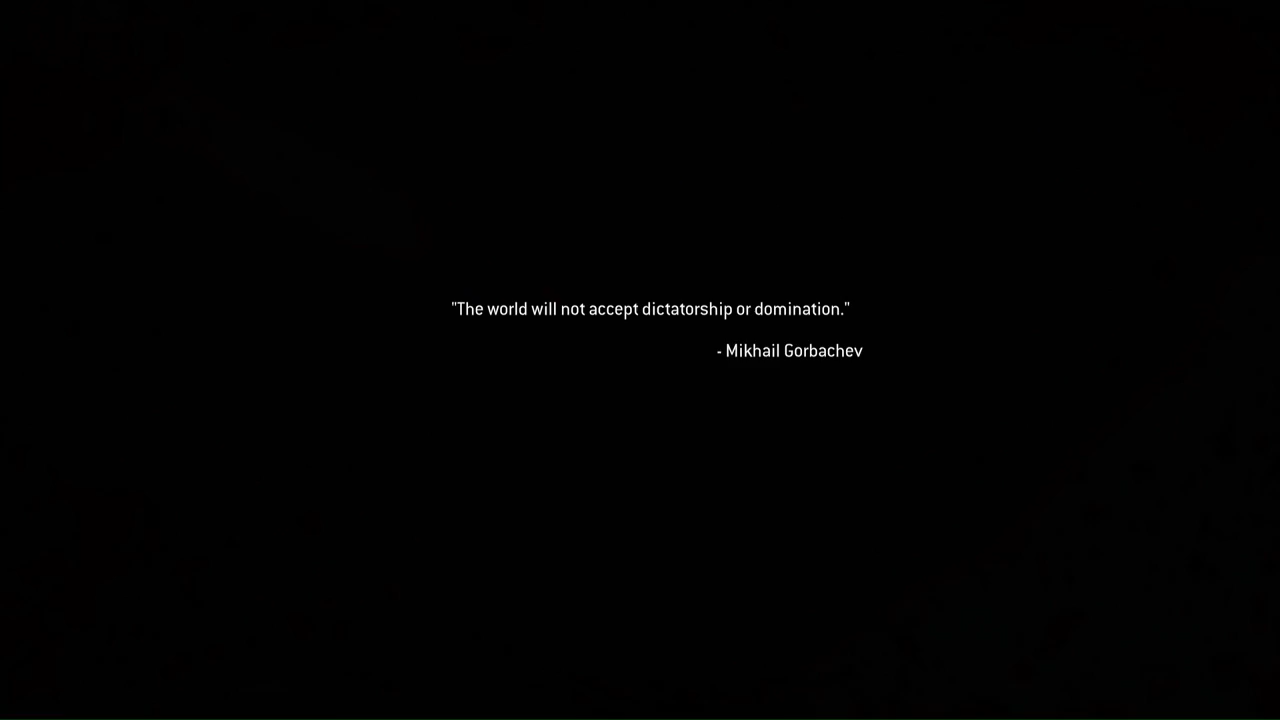 "The world will not accept dictatorship or domination."
- Mikhail Gorbachev